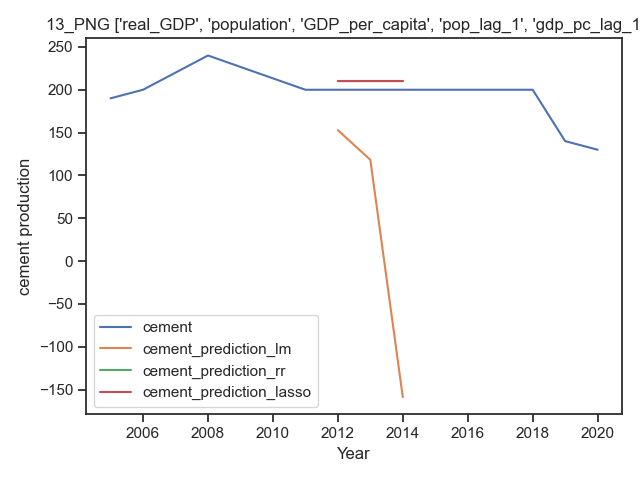 13_PNG ['real_GDP', 'population', 'GDP_per_capita', 'pop_lag_1', 'gdp_pc_lag_1
250
200
150
100
50
0
−50
−100
−150
cement production
cement
cement_prediction_lm
cement_prediction_rr
cement_prediction_lasso
2006 2008 2010 2012 2014 2016 2018 2020
Year